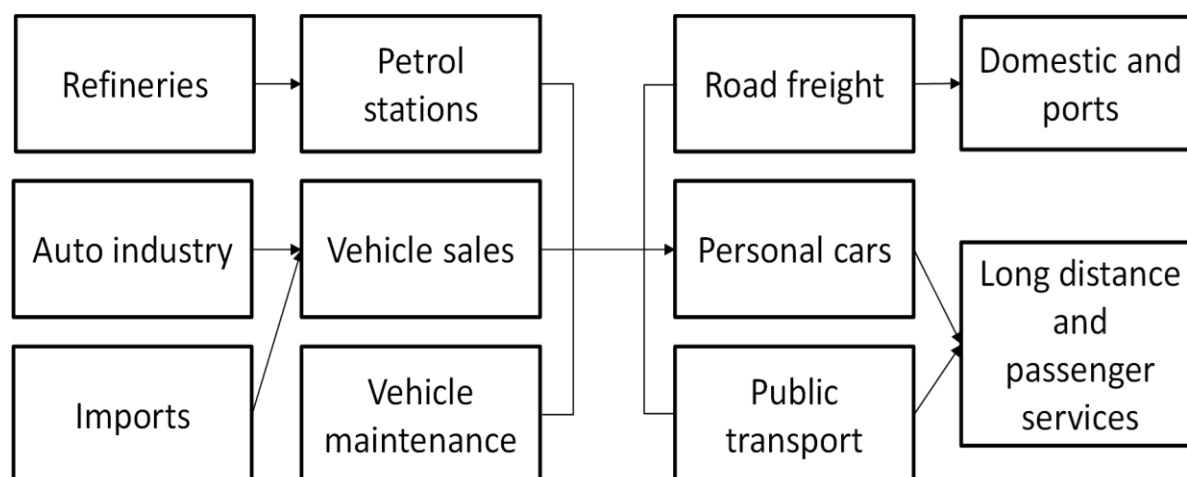 Refineries
Petrol
stations
Road freight
Domestic and
ports
Auto industry
Vehicle sales
Personal cars
Long distance
and
passenger
services
Imports
Vehicle
maintenance
Public
transport